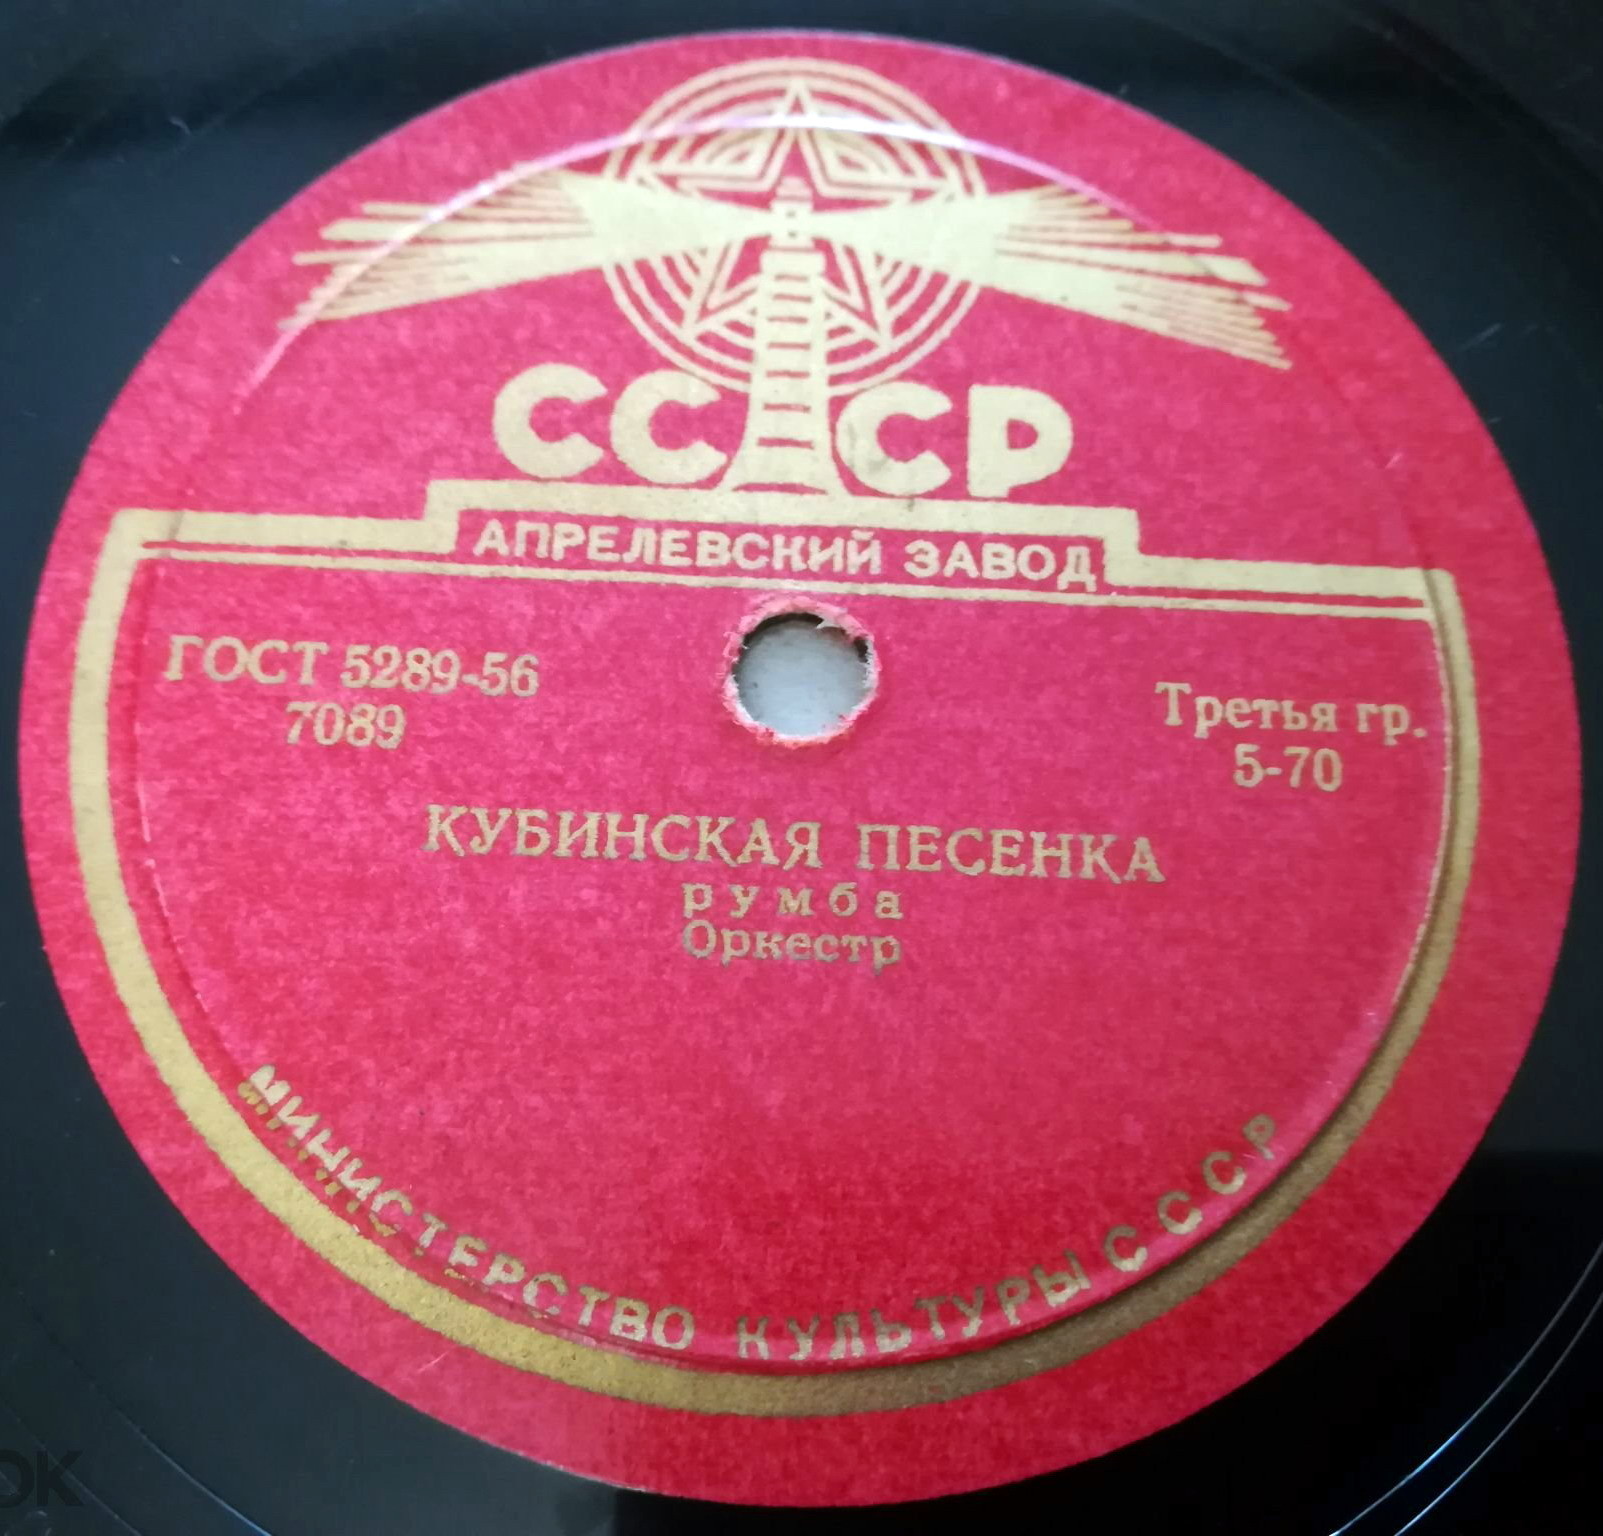 СССР
АПРЕЛЕВСКИЙ ЗАВОД
ГОСТ 5289-56
7089
Третья гр.
5-70
КУБИНСКАЯ ПЕСЕНКА
румба
Оркестр
МИНИСТЕРСТВО КУЛЬТУРЫ СССР